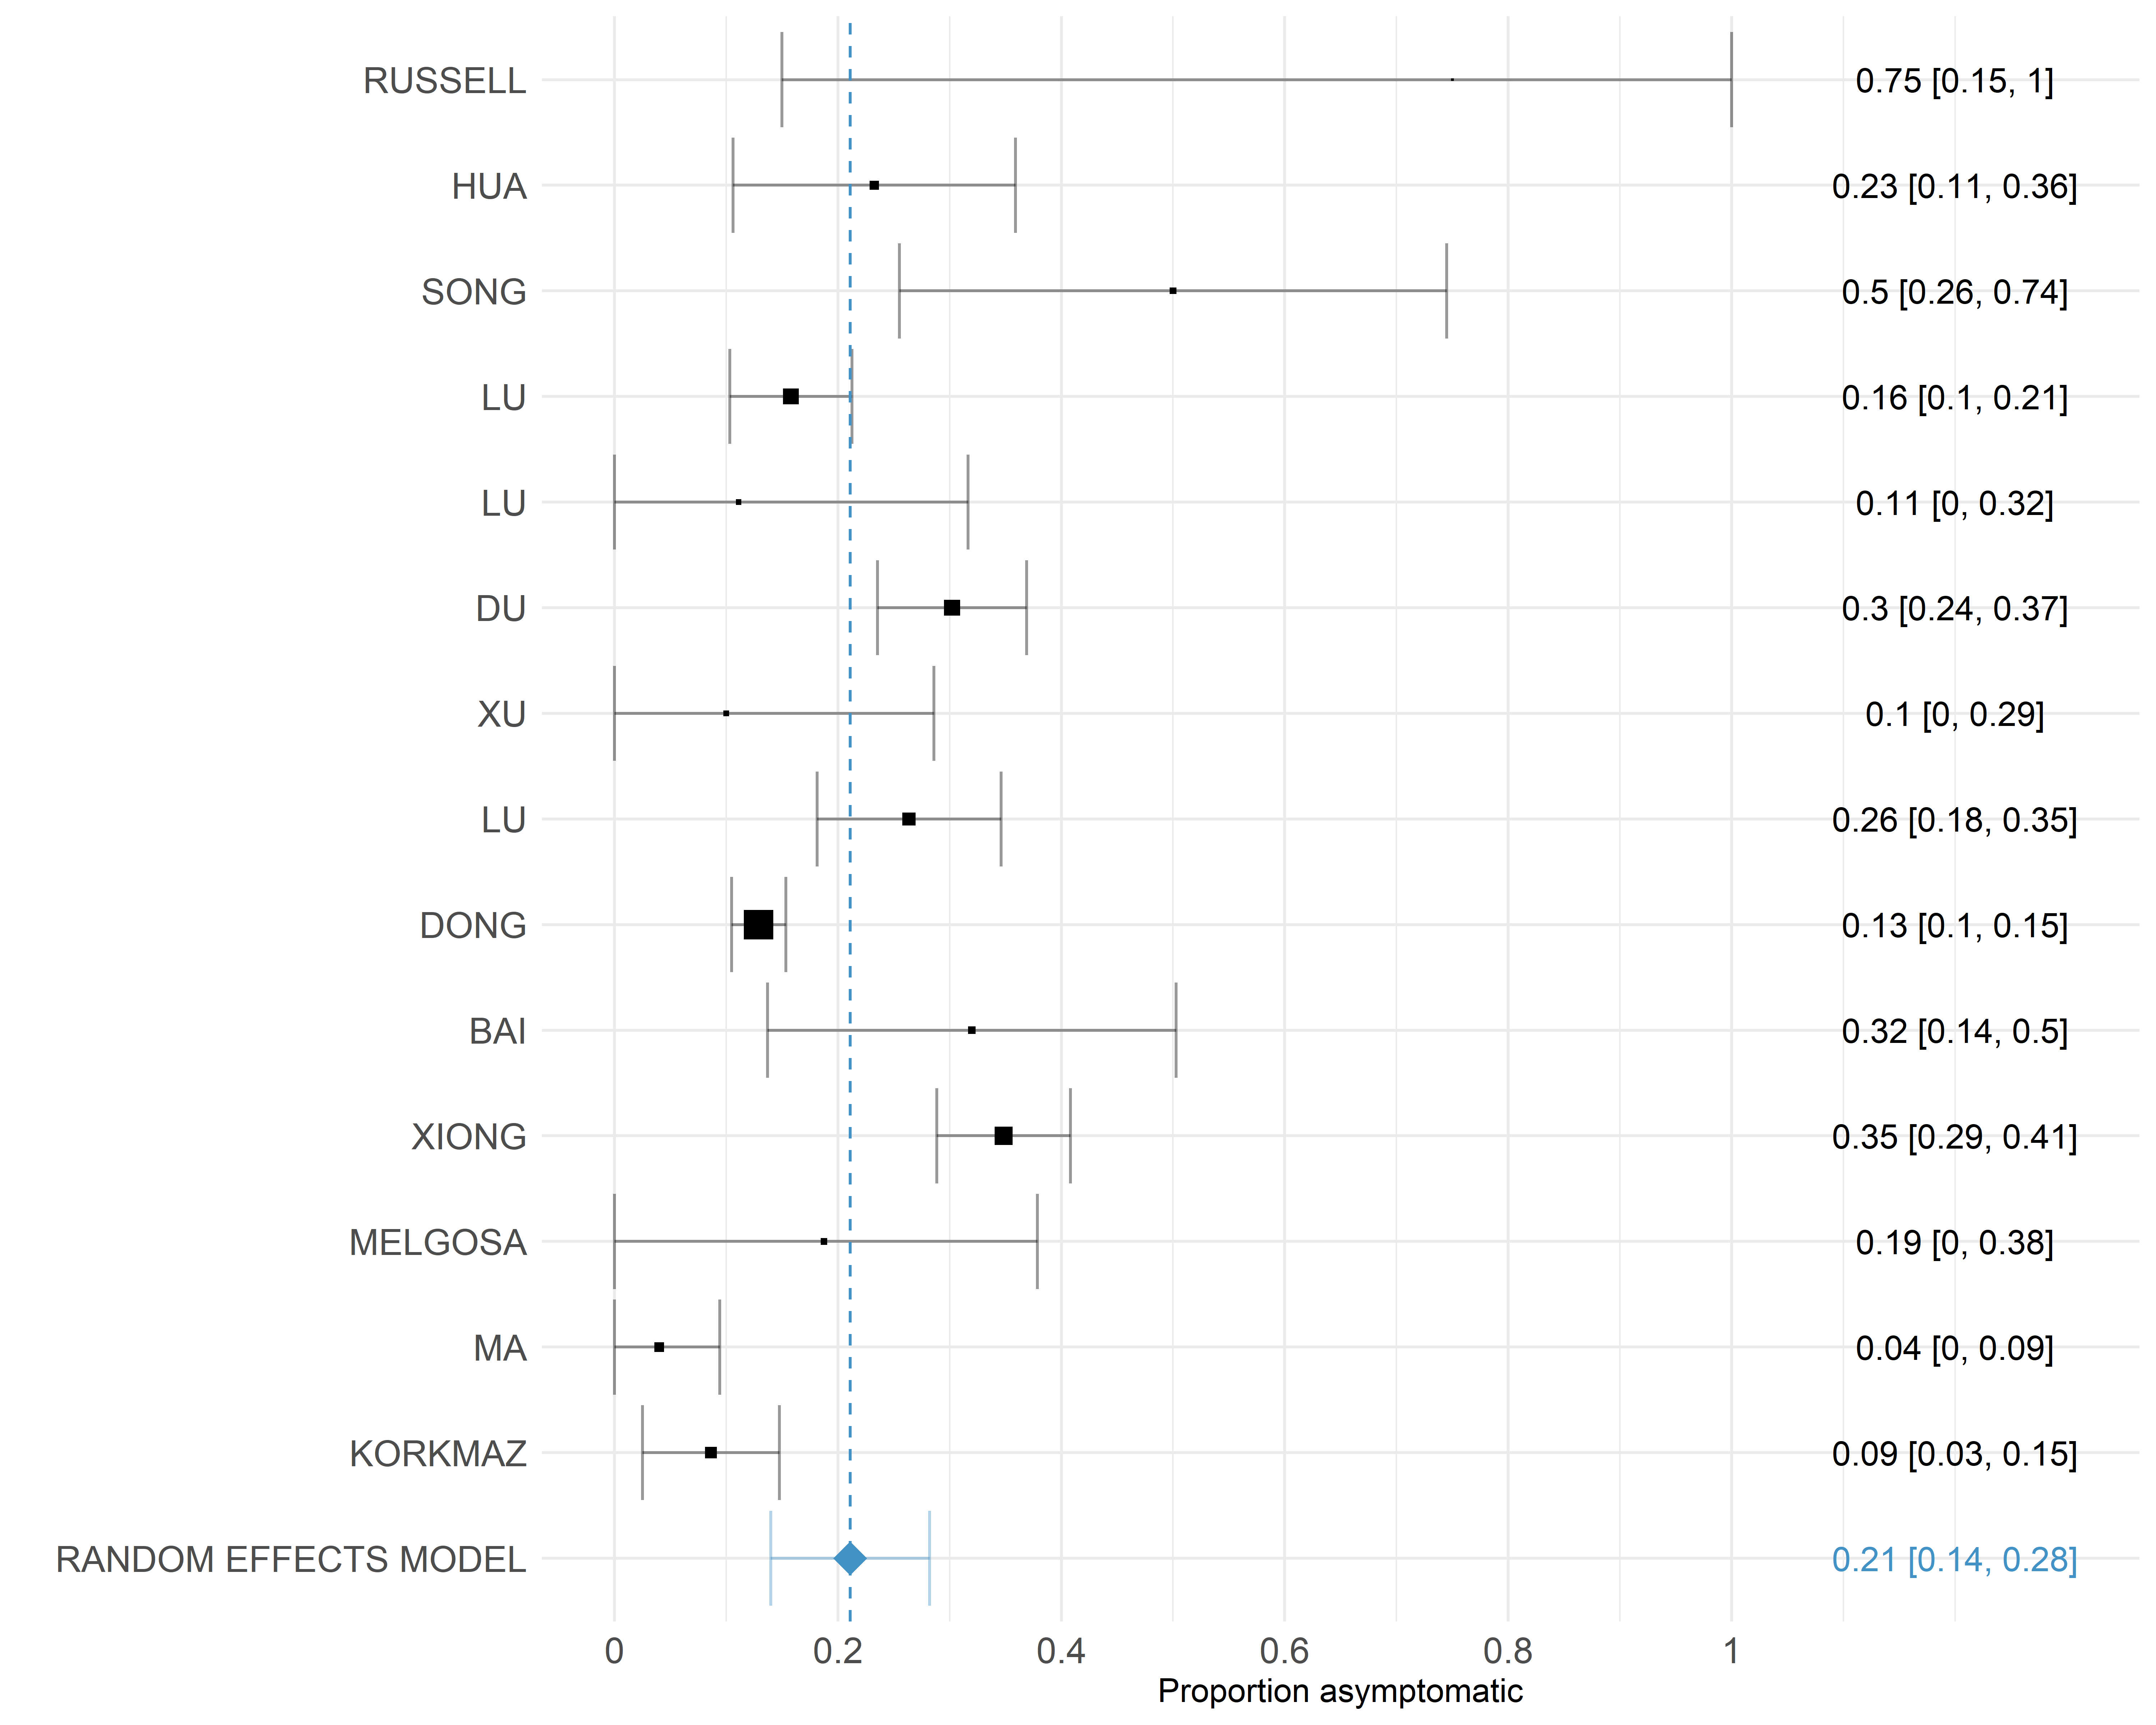 RUSSELL 0.75 [0.15, 1]
HUA 0.23 [0.11, 0.36]
SONG 0.5 [0.26, 0.74]
LU 0.16 [0.1, 0.21]
LU 0.11 [0, 0.32]
DU 0.3 [0.24, 0.37]
XU 0.1 [0, 0.29]
LU 0.26 [0.18, 0.35]
DONG 0.13 [0.1, 0.15]
BAI 0.32 [0.14, 0.5]
XIONG 0.35 [0.29, 0.41]
MELGOSA 0.19 [0, 0.38]
MA 0.04 [0, 0.09]
KORKMAZ 0.09 [0.03, 0.15]
RANDOM EFFECTS MODEL 0.21 [0.14, 0.28]
0 0.2 0.4 0.6 0.8 1
Proportion asymptomatic